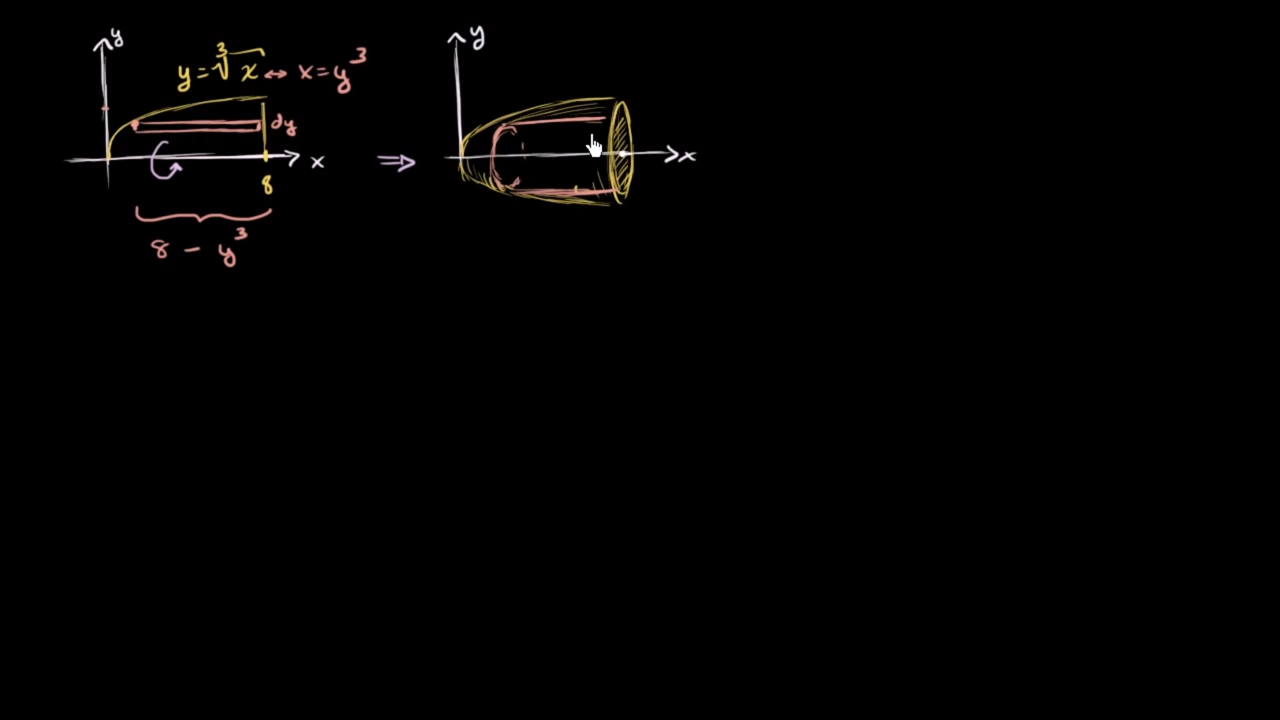 y
y = ∛x ↔ x = y³
dy
x
8
8 - y³
⇒
y
x